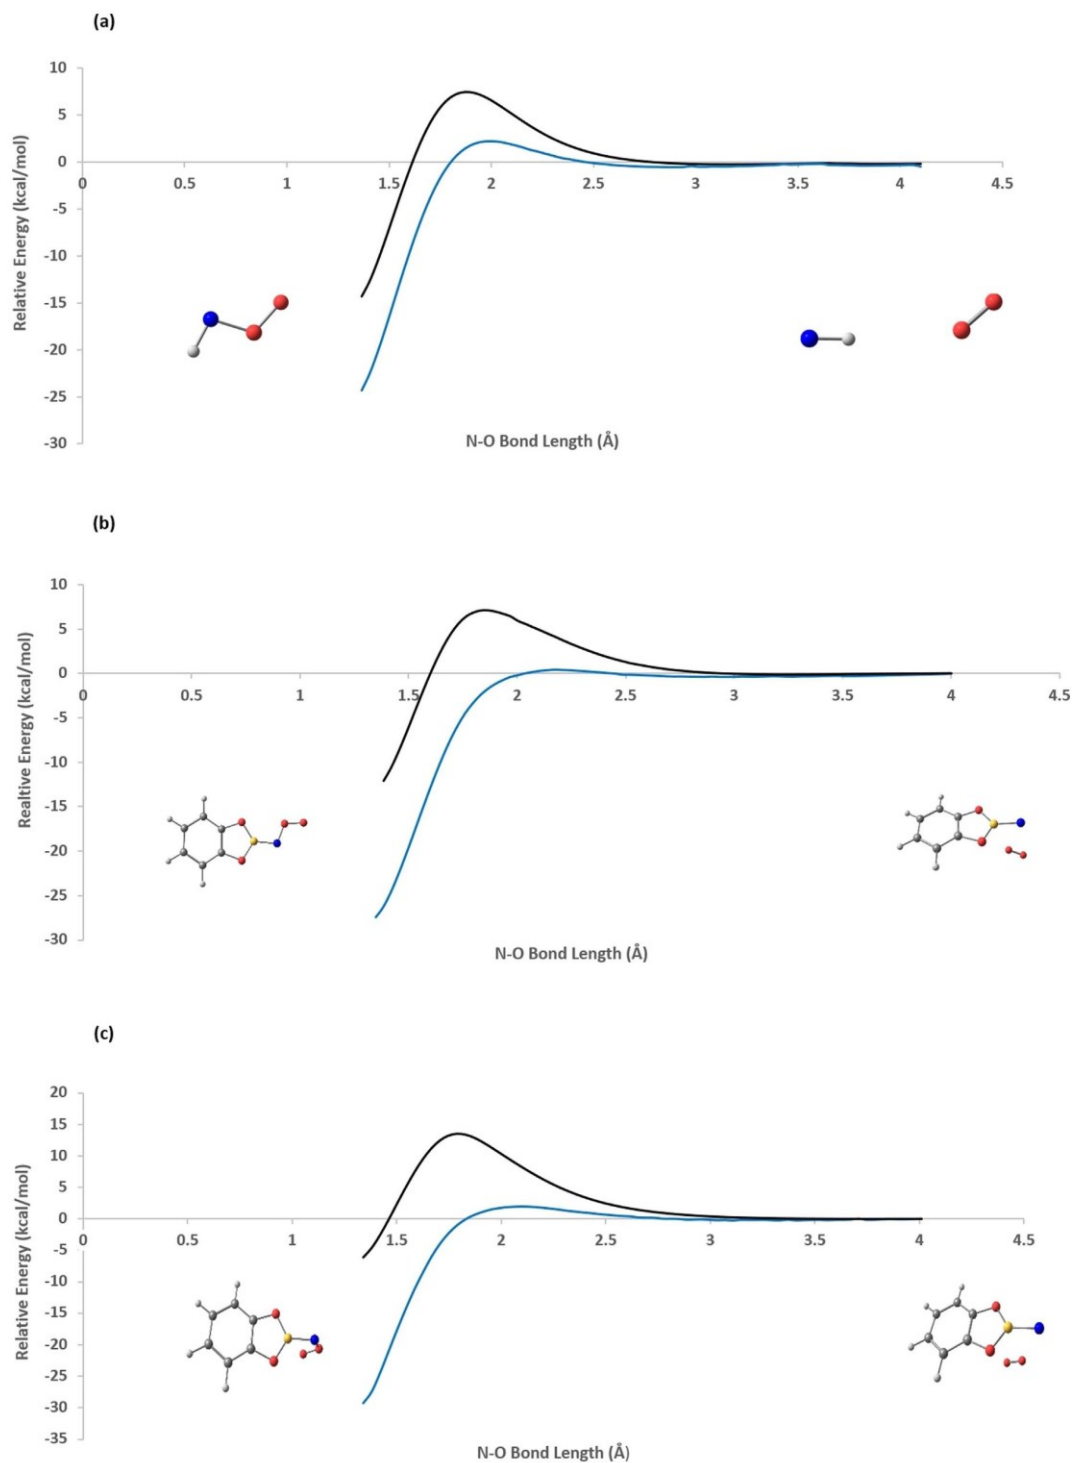 (a)
10
5
0
0 0.5 1 1.5 2 2.5 3 3.5 4 4.5
-5
-10
-15
-20
-25
-30
Relative Energy (kcal/mol)
N-O Bond Length (Å)
(b)
10
5
0
0 0.5 1 1.5 2 2.5 3 3.5 4 4.5
-5
-10
-15
-20
-25
-30
Realtive Energy (kcal/mol)
N-O Bond Length (Å)
(c)
20
15
10
5
0
0 0.5 1 1.5 2 2.5 3 3.5 4 4.5
-5
-10
-15
-20
-25
-30
-35
Relative Energy (kcal/mol)
N-O Bond Length (Å)